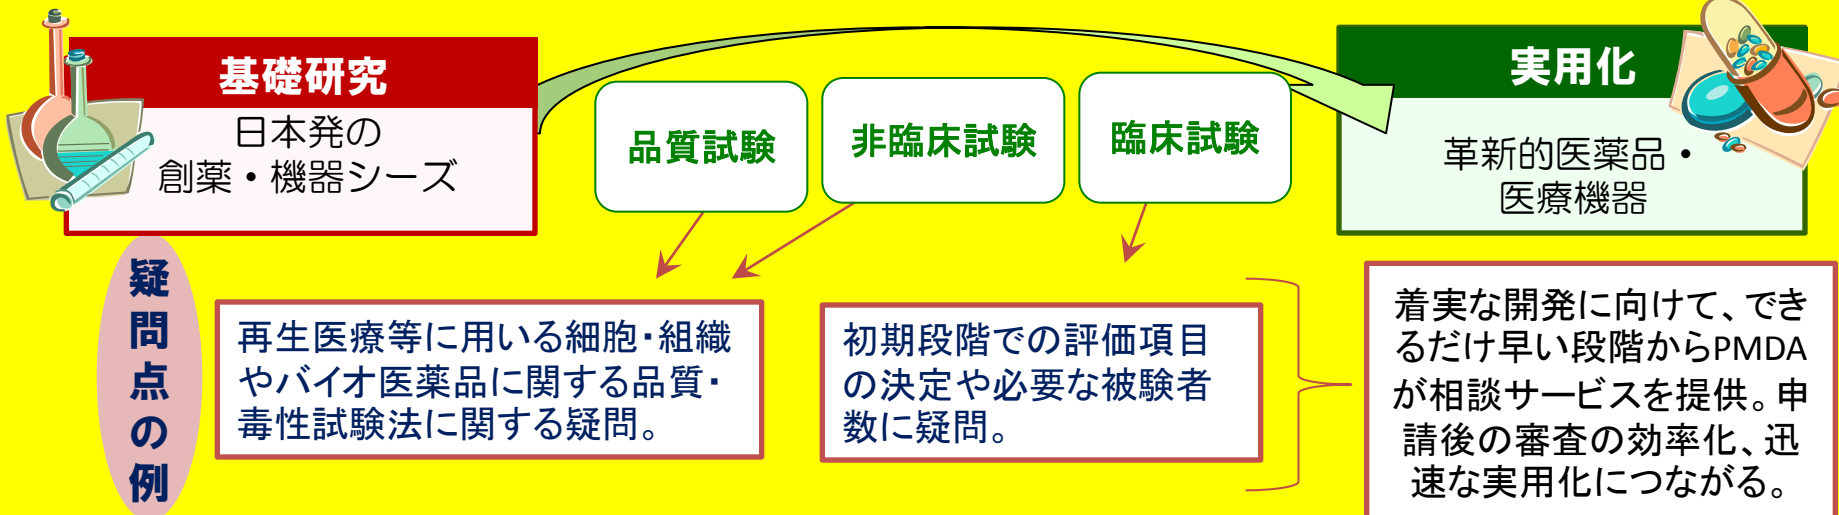 基礎研究
日本発の
創薬・機器シーズ
品質試験
非臨床試験
臨床試験
実用化
革新的医薬品・
医療機器
疑問点の例
再生医療等に用いる細胞・組織
やバイオ医薬品に関する品質・
毒性試験法に関する疑問。
初期段階での評価項目
の決定や必要な被験者
数に疑問。
着実な開発に向けて、でき
るだけ早い段階からPMDA
が相談サービスを提供。申
請後の審査の効率化、迅
速な実用化につながる。